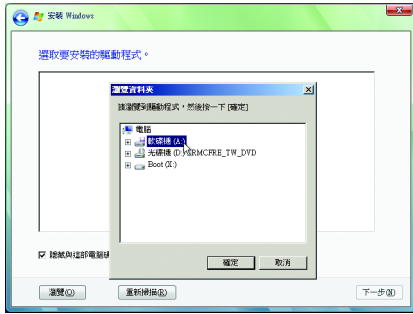 安裝 Windows
選取要安裝的驅動程式。
瀏覽資料夾
請瀏覽到驅動程式，然後按一下 [確定]
電腦
軟碟機 (A:)
光碟機 (D:) RMCFRE_TW_DVD
Boot (X:)
隱藏與這部電腦硬
確定
取消
瀏覽(O)
重新掃描(R)
下一步(N)